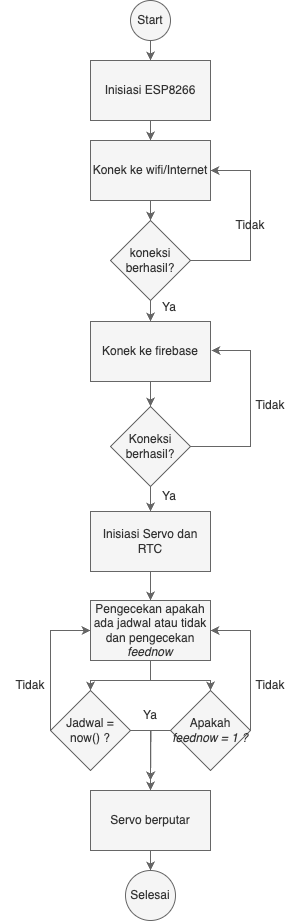 Start
Inisiasi ESP8266
Konek ke wifi/Internet
Tidak
koneksi
berhasil?
Ya
Konek ke firebase
Tidak
Koneksi
berhasil?
Ya
Inisiasi Servo dan
RTC
Pengecekan apakah
ada jadwal atau tidak
dan pengecekan
feednow
Tidak
Tidak
Jadwal =
now() ?
Ya
Apakah
feednow = 1 ?
Servo berputar
Selesai